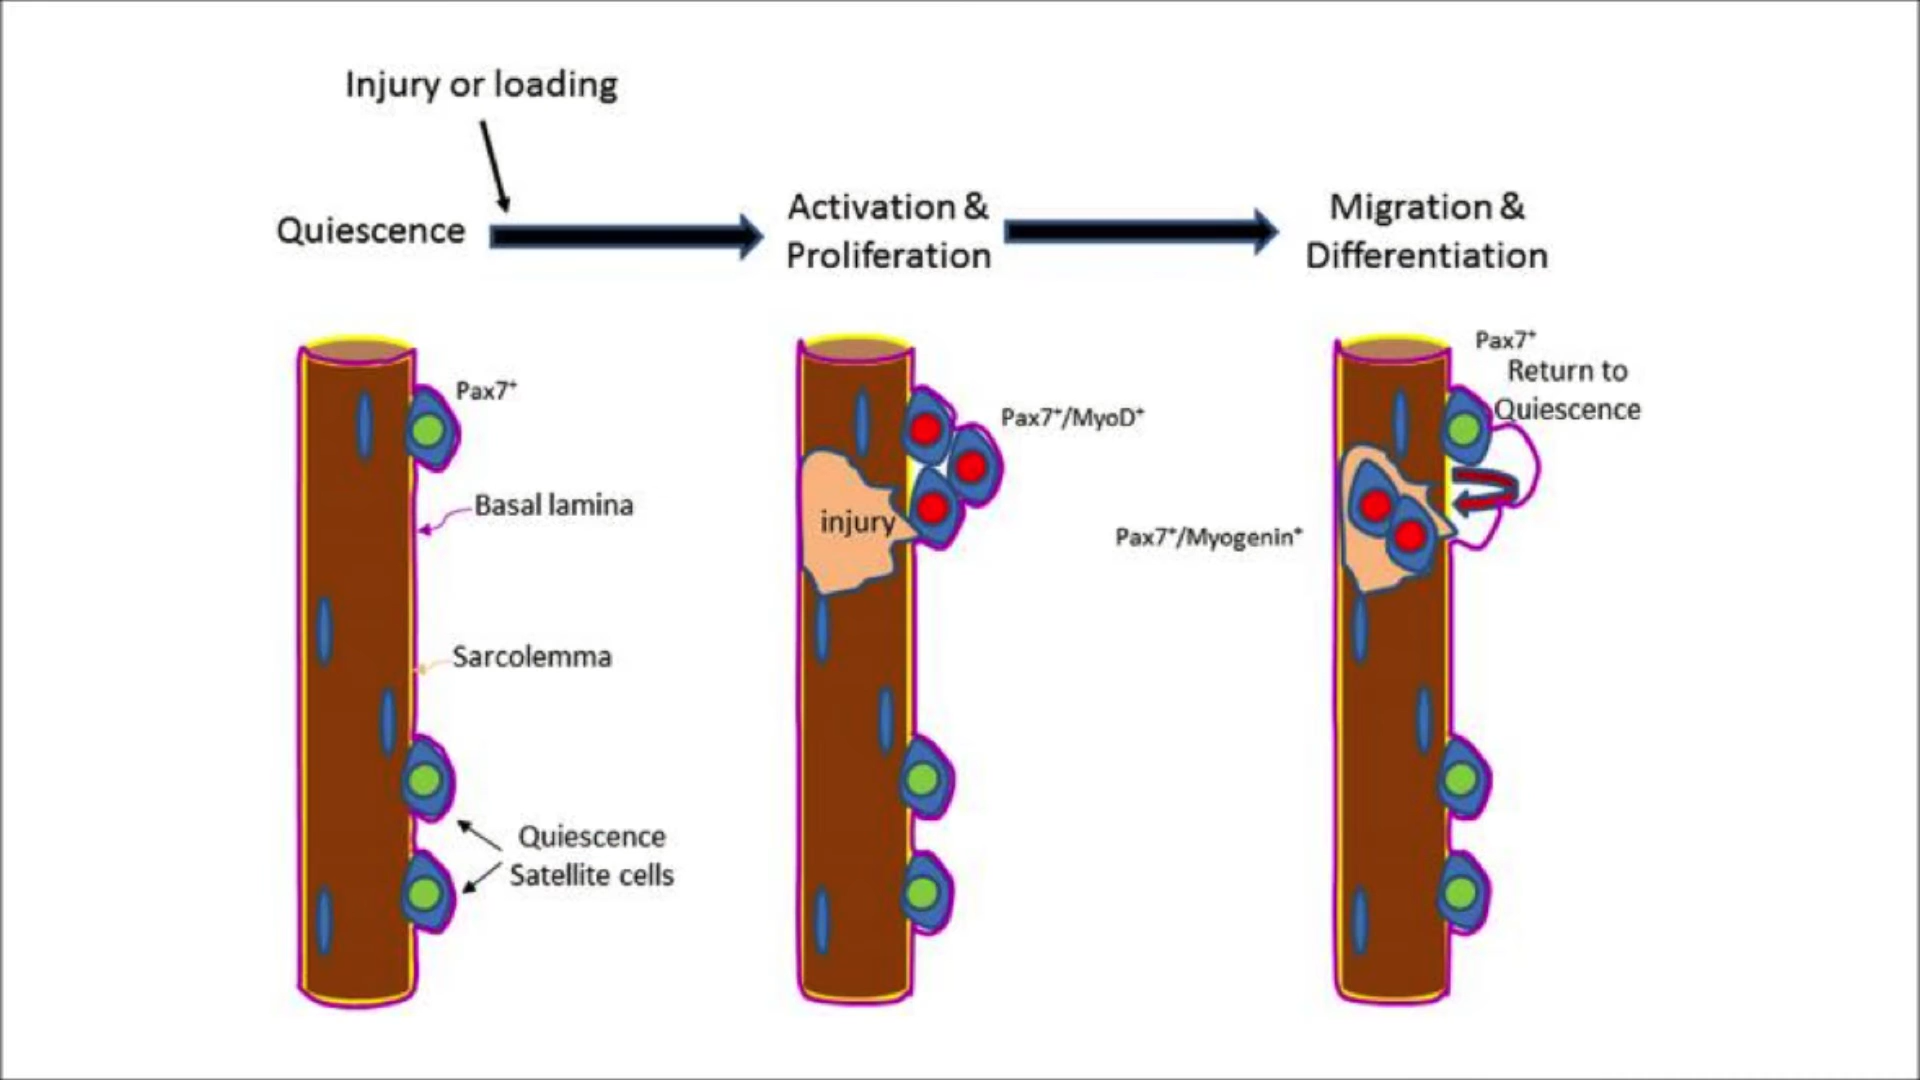 Injury or loading
Quiescence
Activation &
Proliferation
Migration &
Differentiation
Pax7⁺
Basal lamina
Sarcolemma
Quiescence
Satellite cells
Pax7⁺/MyoD⁺
injury
Pax7⁺/Myogenin⁺
Pax7⁺
Return to
Quiescence